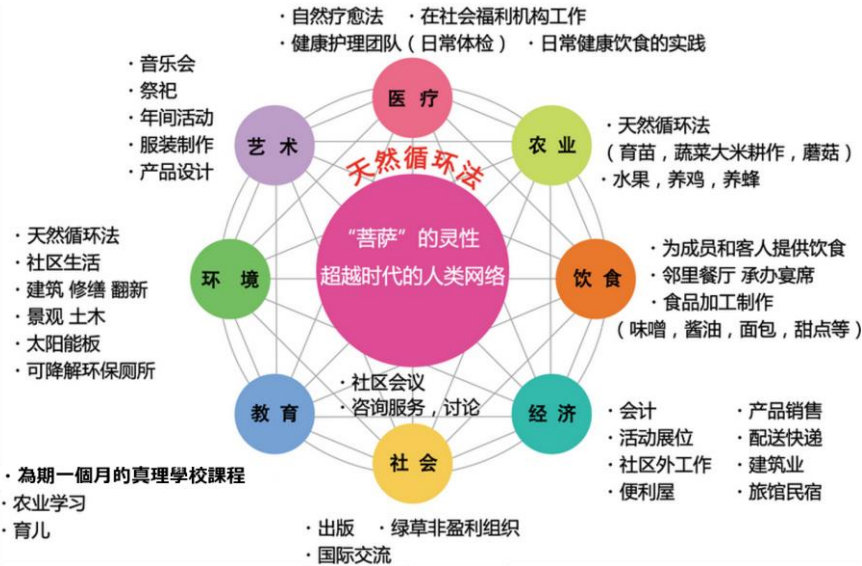 · 自然疗愈法 · 在社会福利机构工作
· 健康护理团队（日常体检） · 日常健康饮食的实践
医 疗
· 音乐会
· 祭祀
· 年间活动
· 服装制作
· 产品设计
艺 术
农 业
· 天然循环法
（育苗，蔬菜大米耕作，蘑菇）
· 水果，养鸡，养蜂
天然循环法
“菩萨”的灵性
超越时代的人类网络
· 天然循环法
· 社区生活
· 建筑 修缮 翻新
· 景观 土木
· 太阳能板
· 可降解环保厕所
环 境
饮 食
· 为成员和客人提供饮食
· 邻里餐厅 承办宴席
· 食品加工制作
（味噌，酱油，面包，甜点等）
教 育
· 為期一個月的真理學校課程
· 农业学习
· 育儿
· 社区会议
· 咨询服务，讨论
社 会
· 出版 · 绿草非盈利组织
· 国际交流
经 济
· 会计 · 产品销售
· 活动展位 · 配送快递
· 社区外工作 · 建筑业
· 便利屋 · 旅馆民宿